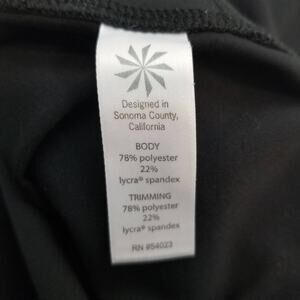 Designed in
Sonoma County,
California
BODY
78% polyester
22%
lycra® spandex
TRIMMING
78% polyester
22%
lycra® spandex
RN #54023